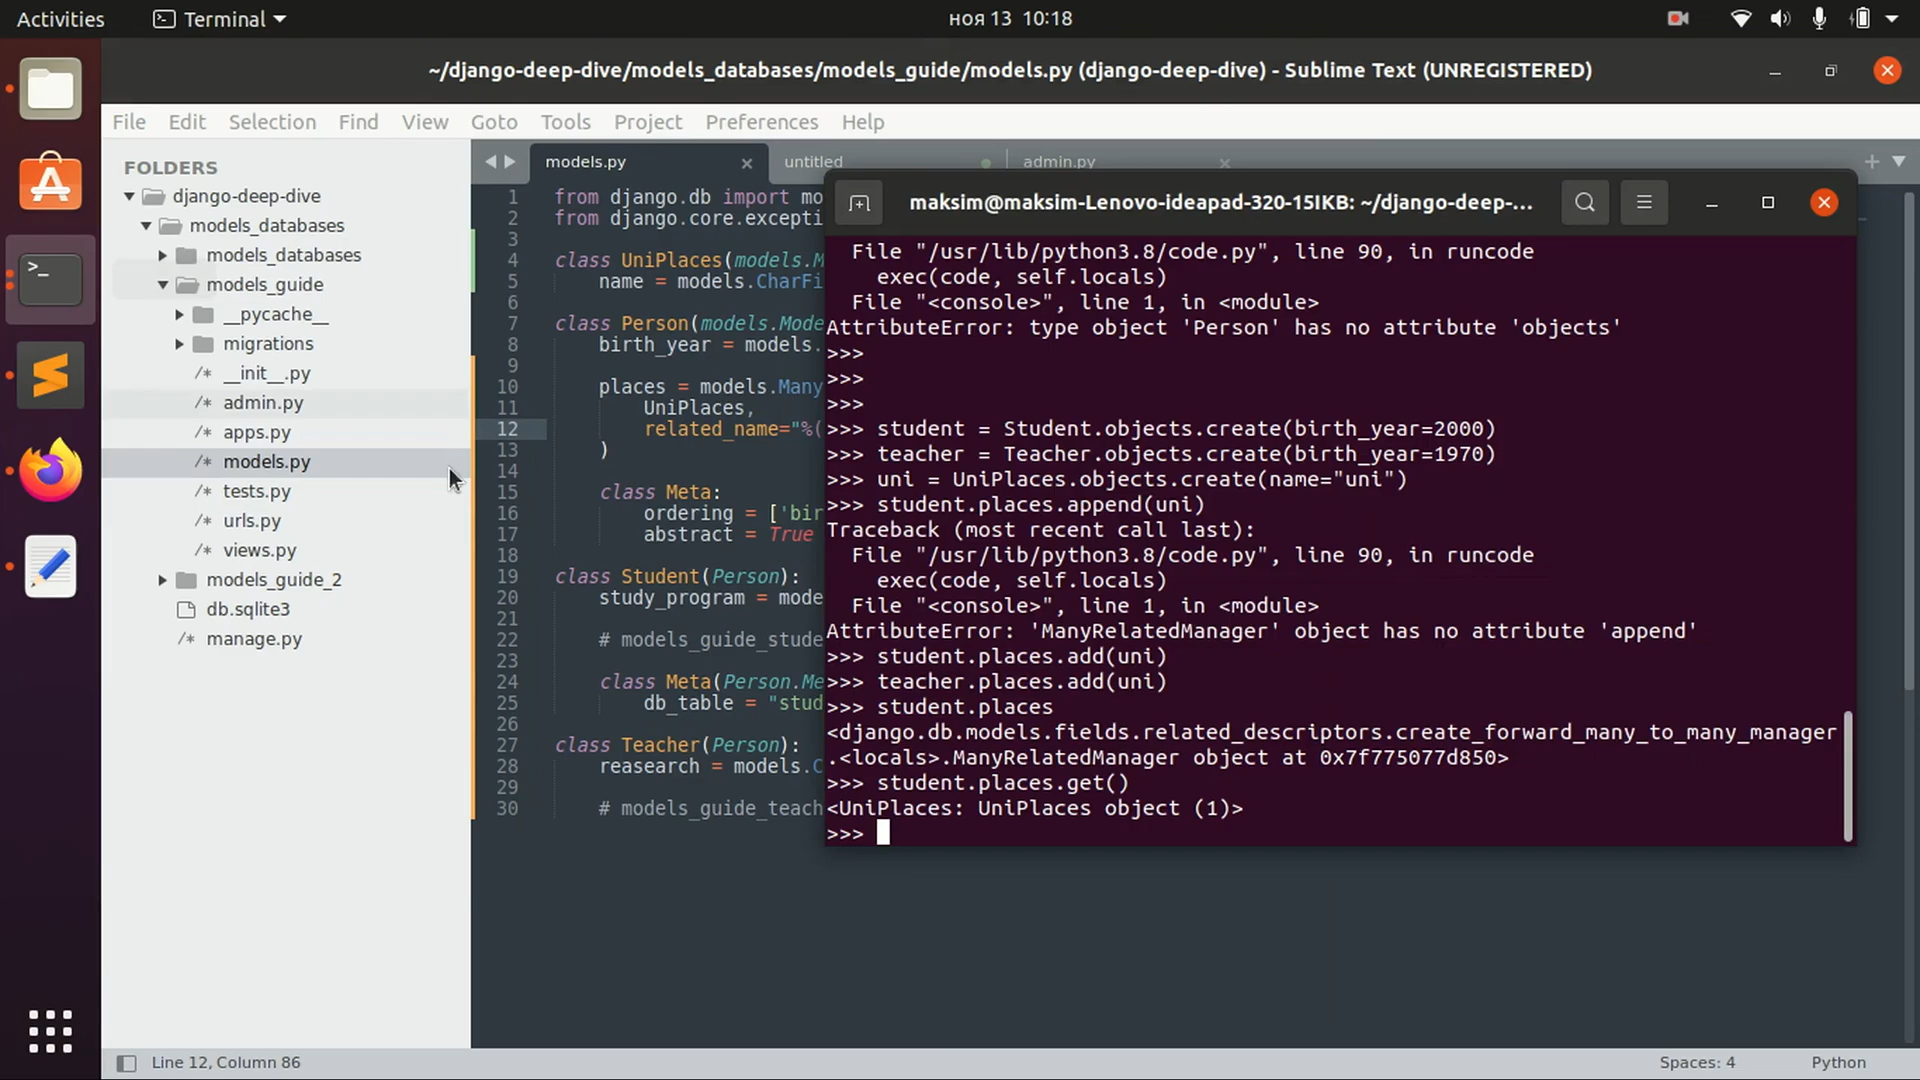 Activities
Terminal
ноя 13 10:18
~/django-deep-dive/models_databases/models_guide/models.py (django-deep-dive) - Sublime Text (UNREGISTERED)
File Edit Selection Find View Goto Tools Project Preferences Help
FOLDERS
django-deep-dive
models_databases
models_databases
models_guide
__pycache__
migrations
/* __init__.py
/* admin.py
/* apps.py
/* models.py
/* tests.py
/* urls.py
/* views.py
models_guide_2
db.sqlite3
/* manage.py
models.py
untitled
admin.py
1 from django.db import mo
2 from django.core.excepti
3
4 class UniPlaces(models.M
5 name = models.CharFi
6
7 class Person(models.Mode
8 birth_year = models.
9
10 places = models.Many
11 UniPlaces,
12 related_name="%(
13 )
14
15 class Meta:
16 ordering = ['bir
17 abstract = True
18
19 class Student(Person):
20 study_program = mode
21
22 # models_guide_stude
23
24 class Meta(Person.Me
25 db_table = "stud
26
27 class Teacher(Person):
28 reasearch = models.C
29
30 # models_guide_teach
maksim@maksim-Lenovo-ideapad-320-15IKB: ~/django-deep-...
File "/usr/lib/python3.8/code.py", line 90, in runcode
exec(code, self.locals)
File "<console>", line 1, in <module>
AttributeError: type object 'Person' has no attribute 'objects'
>>>
>>>
>>>
>>> student = Student.objects.create(birth_year=2000)
>>> teacher = Teacher.objects.create(birth_year=1970)
>>> uni = UniPlaces.objects.create(name="uni")
>>> student.places.append(uni)
Traceback (most recent call last):
File "/usr/lib/python3.8/code.py", line 90, in runcode
exec(code, self.locals)
File "<console>", line 1, in <module>
AttributeError: 'ManyRelatedManager' object has no attribute 'append'
>>> student.places.add(uni)
>>> teacher.places.add(uni)
>>> student.places
<django.db.models.fields.related_descriptors.create_forward_many_to_many_manager
.<locals>.ManyRelatedManager object at 0x7f775077d850>
>>> student.places.get()
<UniPlaces: UniPlaces object (1)>
>>>
Line 12, Column 86
Spaces: 4
Python